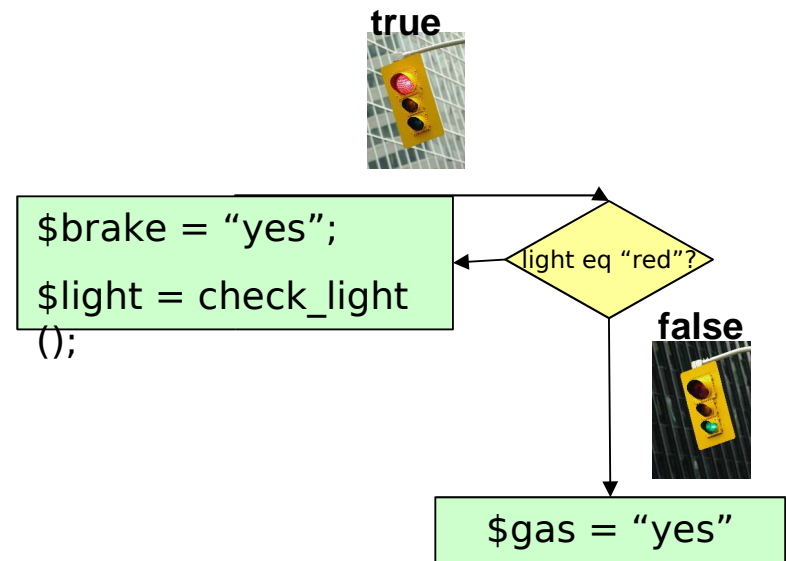 true
$brake = “yes”;
$light = check_light
();
light eq “red”?
false
$gas = “yes”